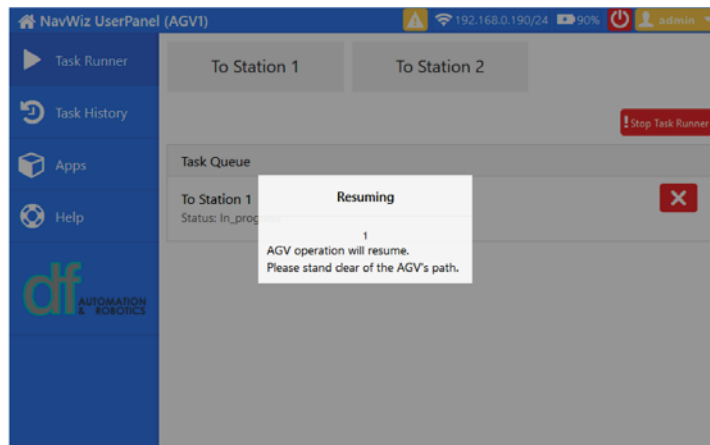 NavWiz UserPanel (AGV1)
192.168.0.190/24 90% admin
Task Runner
To Station 1 To Station 2
Task History
Stop Task Runner
Apps
Task Queue
To Station 1
Status: In_prog
Help
Resuming
1
AGV operation will resume.
Please stand clear of the AGV's path.
df AUTOMATION
& ROBOTICS